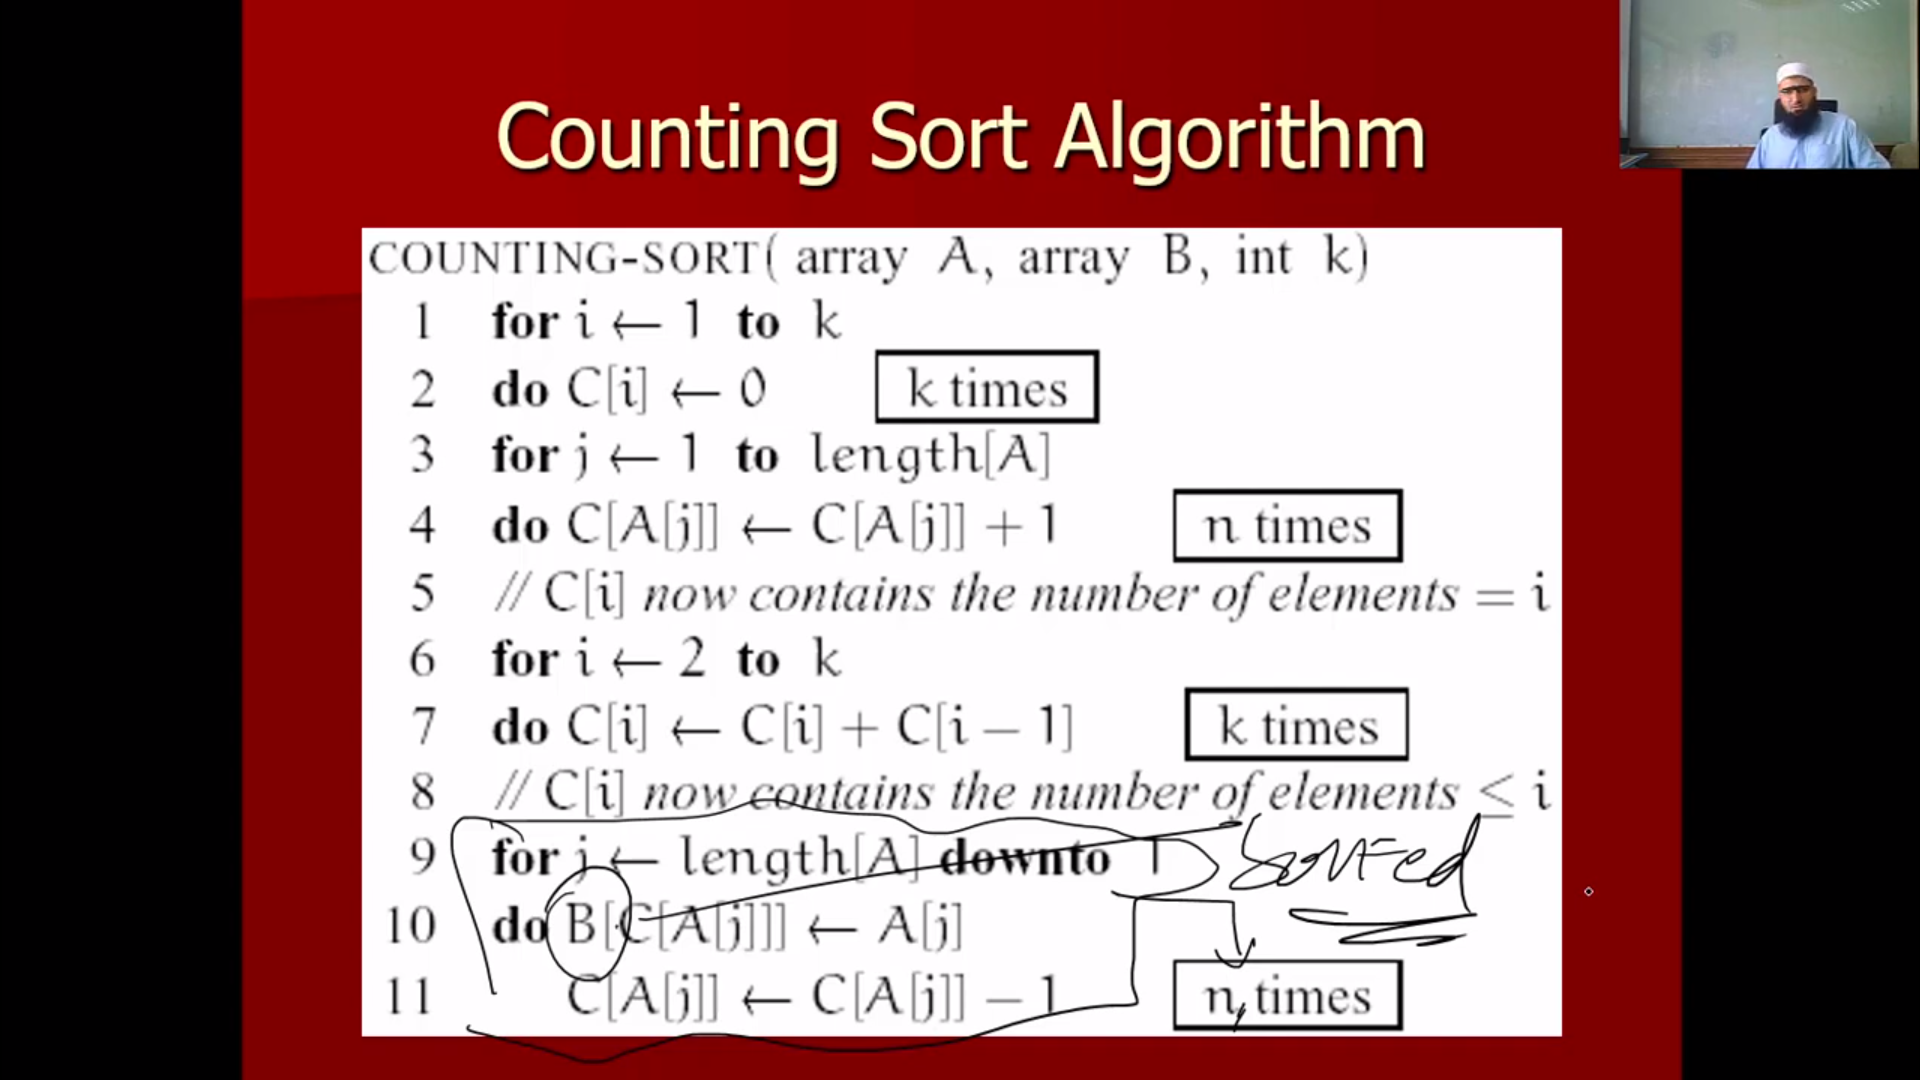 Counting Sort Algorithm
COUNTING-SORT( array A, array B, int k)
1 for i ← 1 to k
2 do C[i] ← 0 k times
3 for j ← 1 to length[A]
4 do C[A[j]] ← C[A[j]] + 1 n times
5 // C[i] now contains the number of elements = i
6 for i ← 2 to k
7 do C[i] ← C[i] + C[i − 1] k times
8 // C[i] now contains the number of elements ≤ i
9 for j ← length[A] downto 1 Sorted
10 do B[C[A[j]]] ← A[j]
11 C[A[j]] ← C[A[j]] − 1 n times